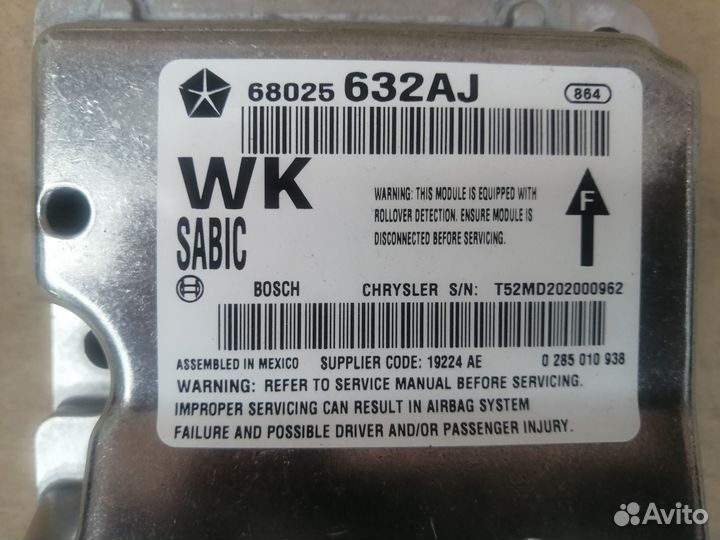 68025 632AJ 864
WK
SABIC
WARNING: THIS MODULE IS EQUIPPED WITH
ROLLOVER DETECTION. ENSURE MODULE IS
DISCONNECTED BEFORE SERVICING.
F
BOSCH CHRYSLER S/N: T52MD202000962
ASSEMBLED IN MEXICO SUPPLIER CODE: 19224 AE 0 285 010 938
WARNING: REFER TO SERVICE MANUAL BEFORE SERVICING.
IMPROPER SERVICING CAN RESULT IN AIRBAG SYSTEM
FAILURE AND POSSIBLE DRIVER AND/OR PASSENGER INJURY.
Avito